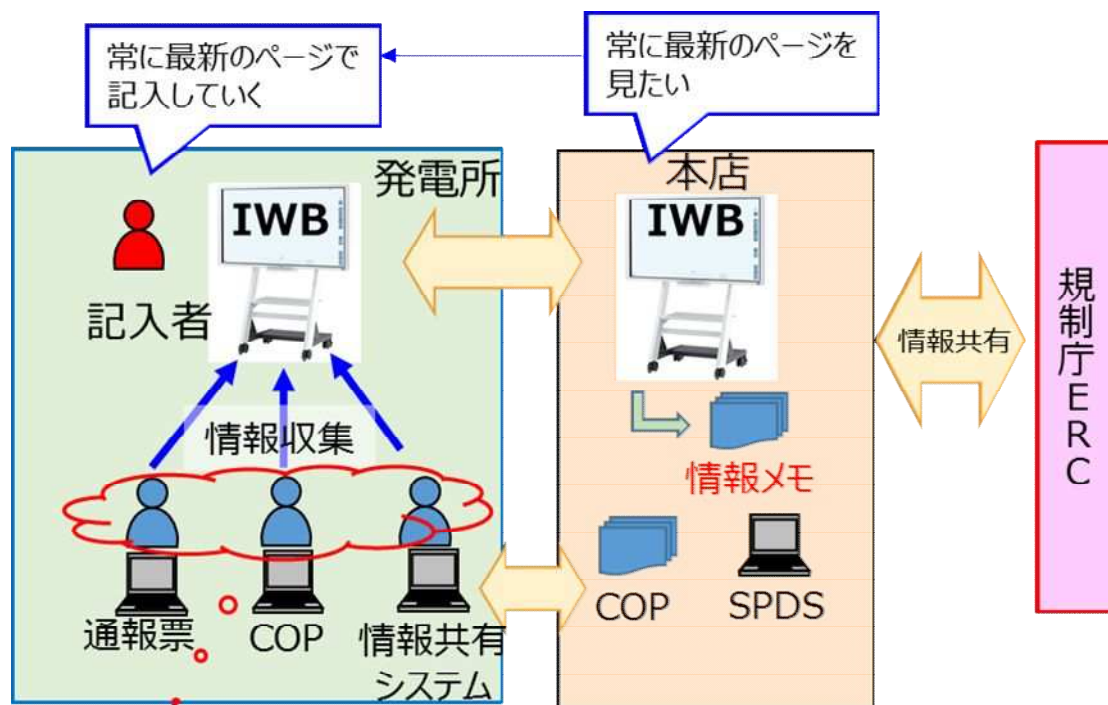 常に最新のページで
記入していく
常に最新のページを
見たい
発電所
IWB
記入者
情報収集
通報票
COP
情報共有
システム
本店
IWB
情報メモ
COP
SPDS
情報共有
規制庁ERC